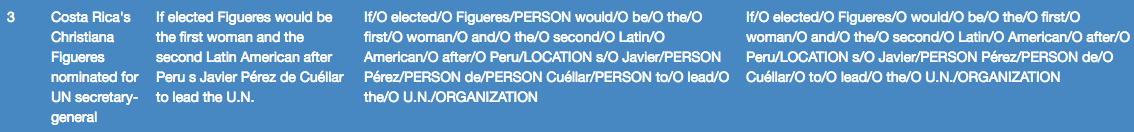 3
Costa Rica's
Christiana
Figueres
nominated for
UN secretary-
general
If elected Figueres would be
the first woman and the
second Latin American after
Peru s Javier Pérez de Cuéllar
to lead the U.N.
If/O elected/O Figueres/PERSON would/O be/O the/O
first/O woman/O and/O the/O second/O Latin/O
American/O after/O Peru/LOCATION s/O Javier/PERSON
Pérez/PERSON de/PERSON Cuéllar/PERSON to/O lead/O
the/O U.N./ORGANIZATION
If/O elected/O Figueres/O would/O be/O the/O first/O
woman/O and/O the/O second/O Latin/O American/O after/O
Peru/LOCATION s/O Javier/PERSON Pérez/PERSON de/O
Cuéllar/O to/O lead/O the/O U.N./ORGANIZATION